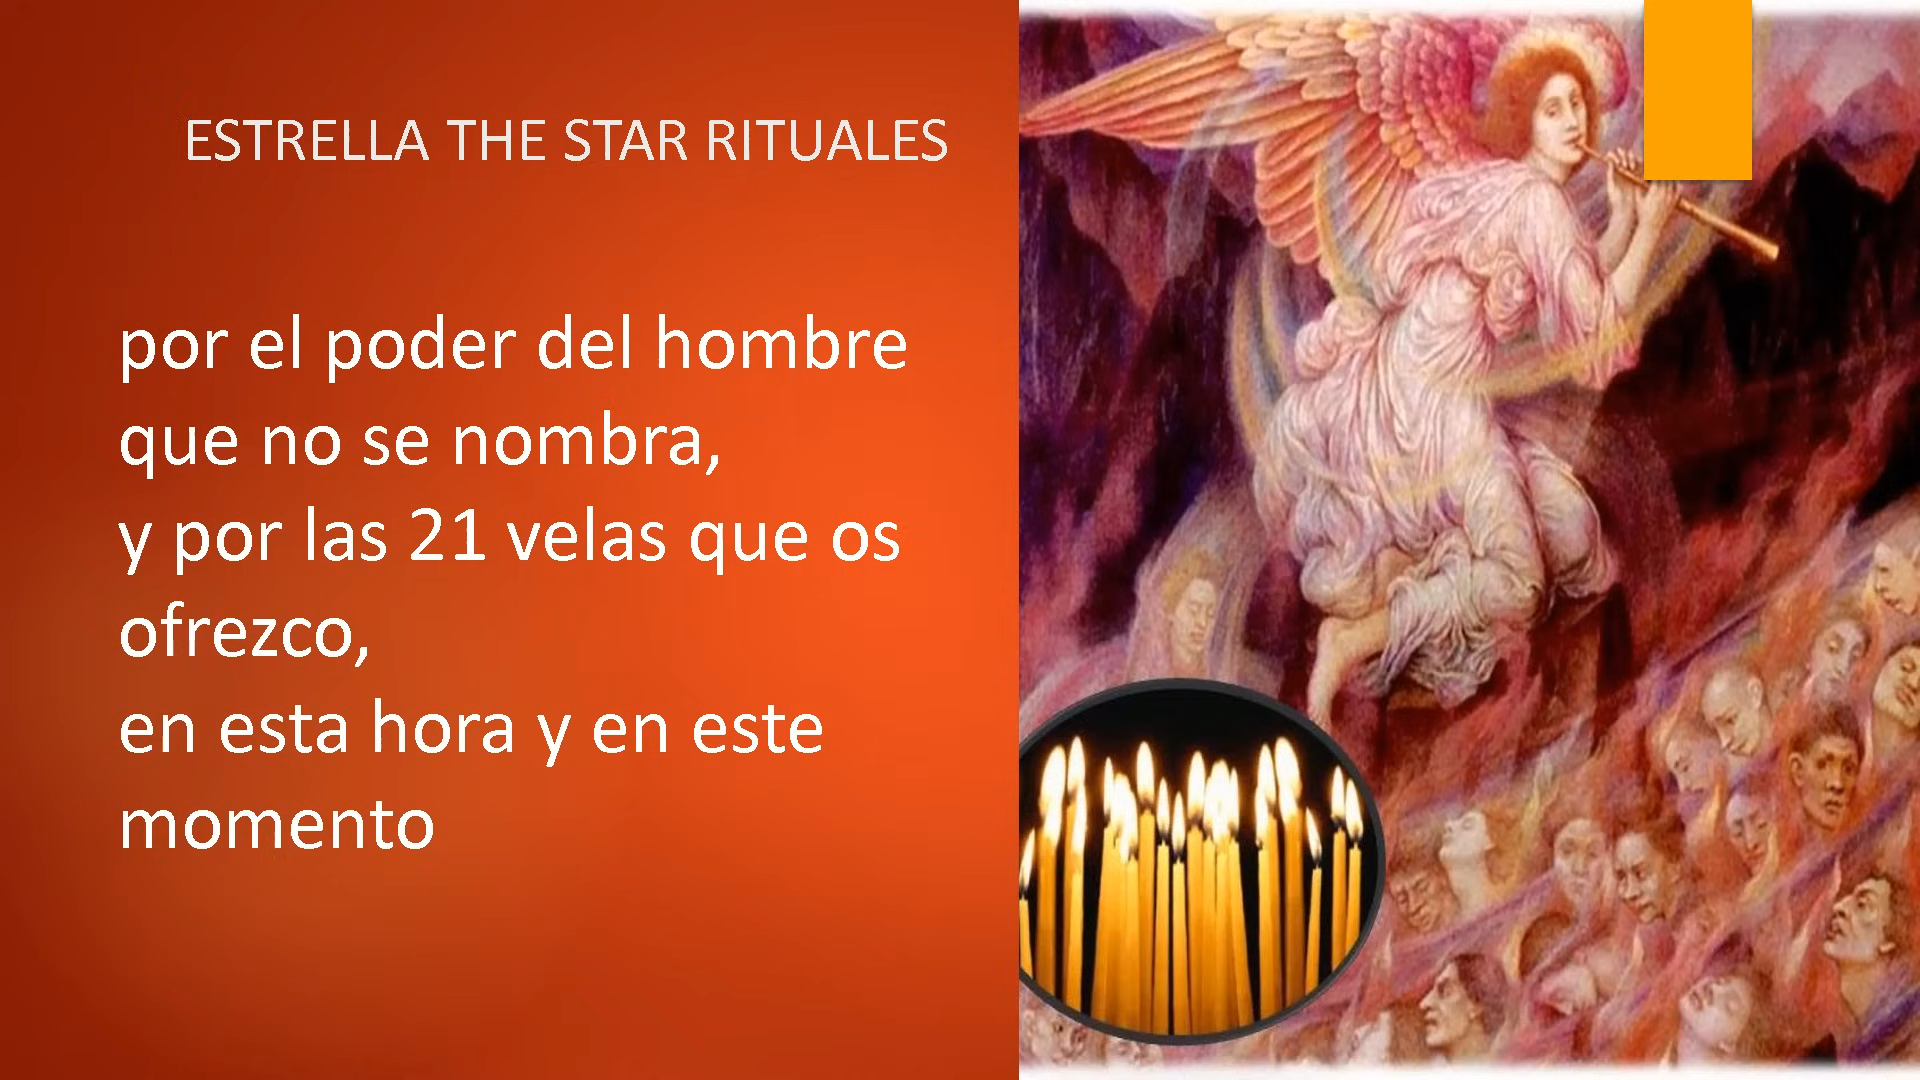 ESTRELLA THE STAR RITUALES
por el poder del hombre
que no se nombra,
y por las 21 velas que os
ofrezco,
en esta hora y en este
momento